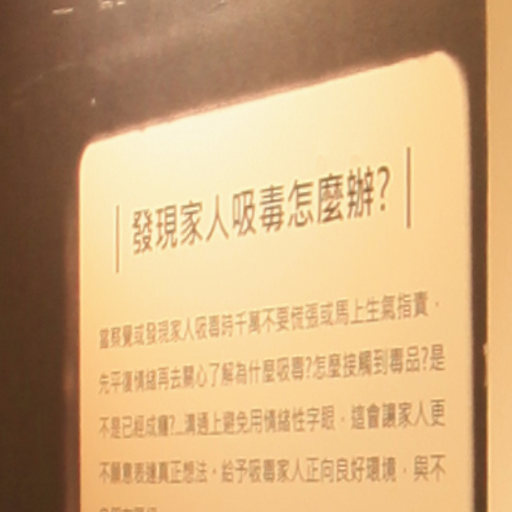 發現家人吸毒怎麼辦?
當察覺或發現家人吸毒時千萬不要慌張或馬上生氣指責，
先平復情緒再去關心了解為什麼吸毒?怎麼接觸到毒品?是
不是已經成癮?...溝通上避免用情緒性字眼，這會讓家人更
不願意表達真正想法。給予吸毒家人正向良好環境，與不